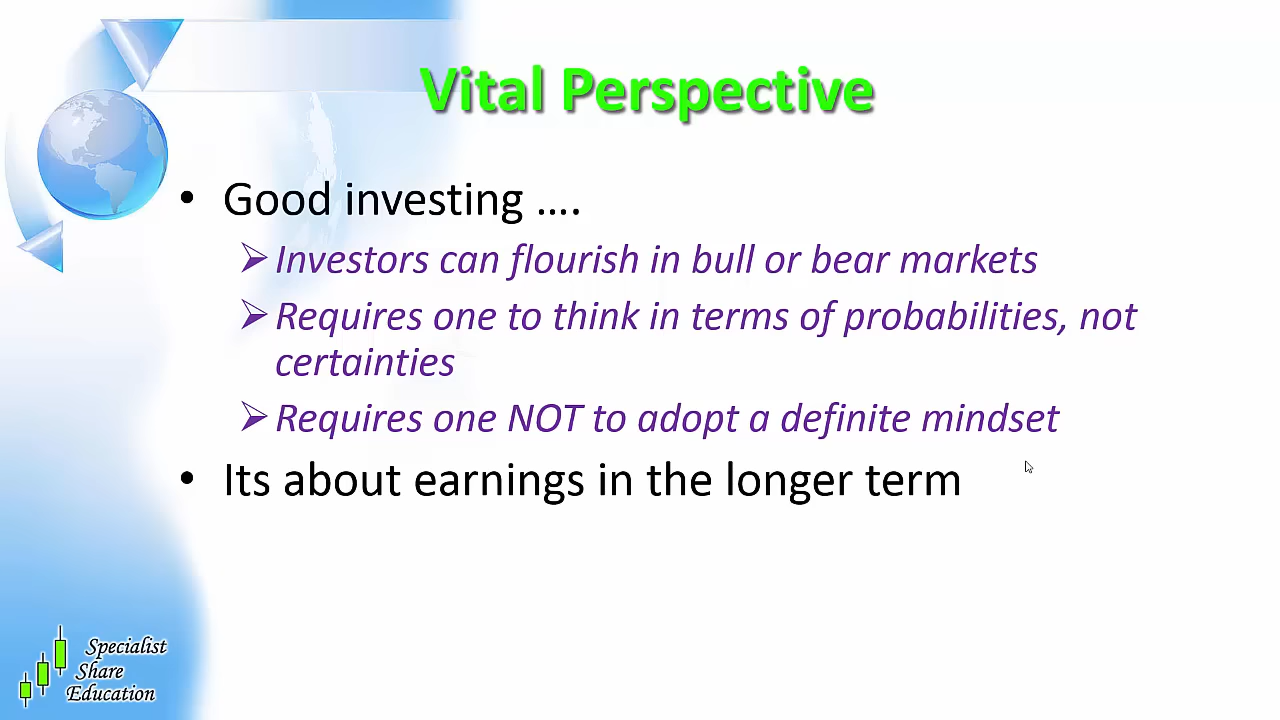 Vital Perspective
• Good investing ….
➢ Investors can flourish in bull or bear markets
➢ Requires one to think in terms of probabilities, not
certainties
➢ Requires one NOT to adopt a definite mindset
• Its about earnings in the longer term
Specialist
Share
Education